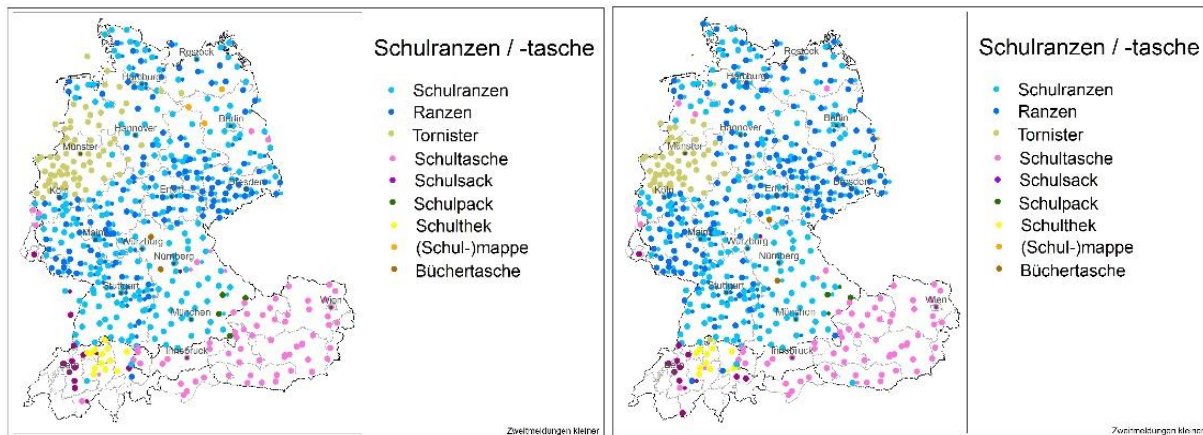 Schulranzen / -tasche
Schulranzen
Ranzen
Tornister
Schultasche
Schulsack
Schulpack
Schulthek
(Schul-)mappe
Büchertasche
Rostock
Hamburg
Berlin
Hannover
Münster
Köln
Erfurt
Dresden
Mainz
Würzburg
Nürnberg
Stuttgart
München
Wien
Innsbruck
Zweitmeldungen kleiner
Schulranzen / -tasche
Schulranzen
Ranzen
Tornister
Schultasche
Schulsack
Schulpack
Schulthek
(Schul-)mappe
Büchertasche
Rostock
Hamburg
Berlin
Hannover
Münster
Köln
Erfurt
Dresden
Mainz
Würzburg
Nürnberg
Stuttgart
München
Wien
Innsbruck
Zweitmeldungen kleiner